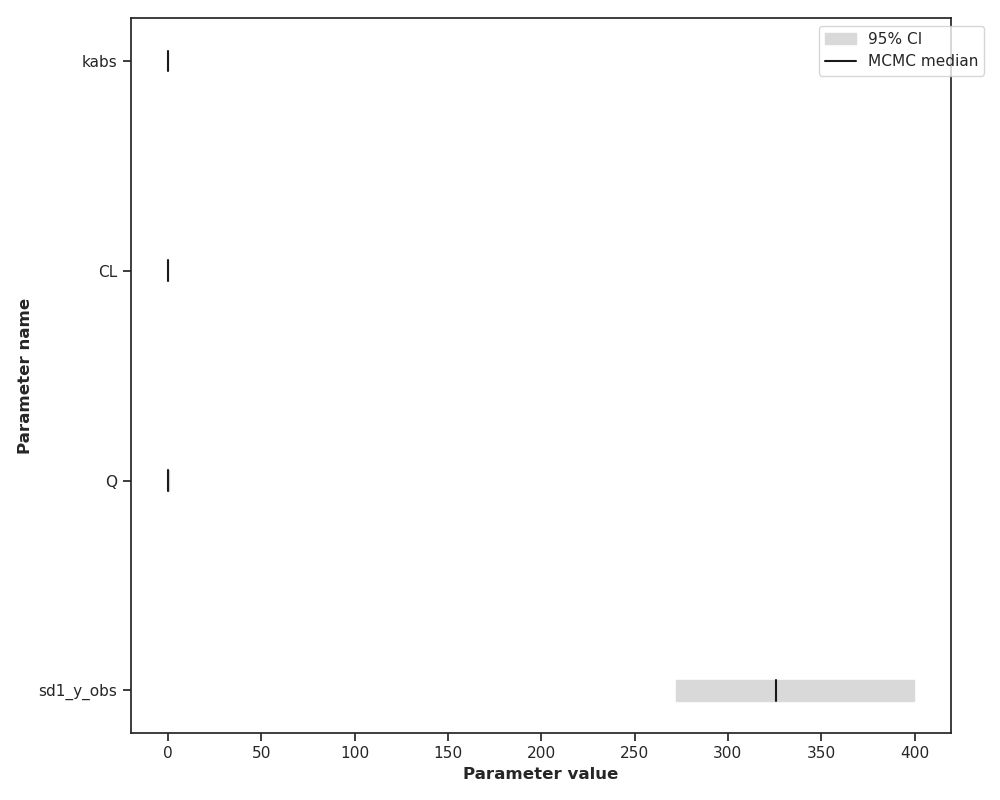 95% CI
MCMC median
kabs
CL
Q
sd1_y_obs
Parameter name
0 50 100 150 200 250 300 350 400
Parameter value